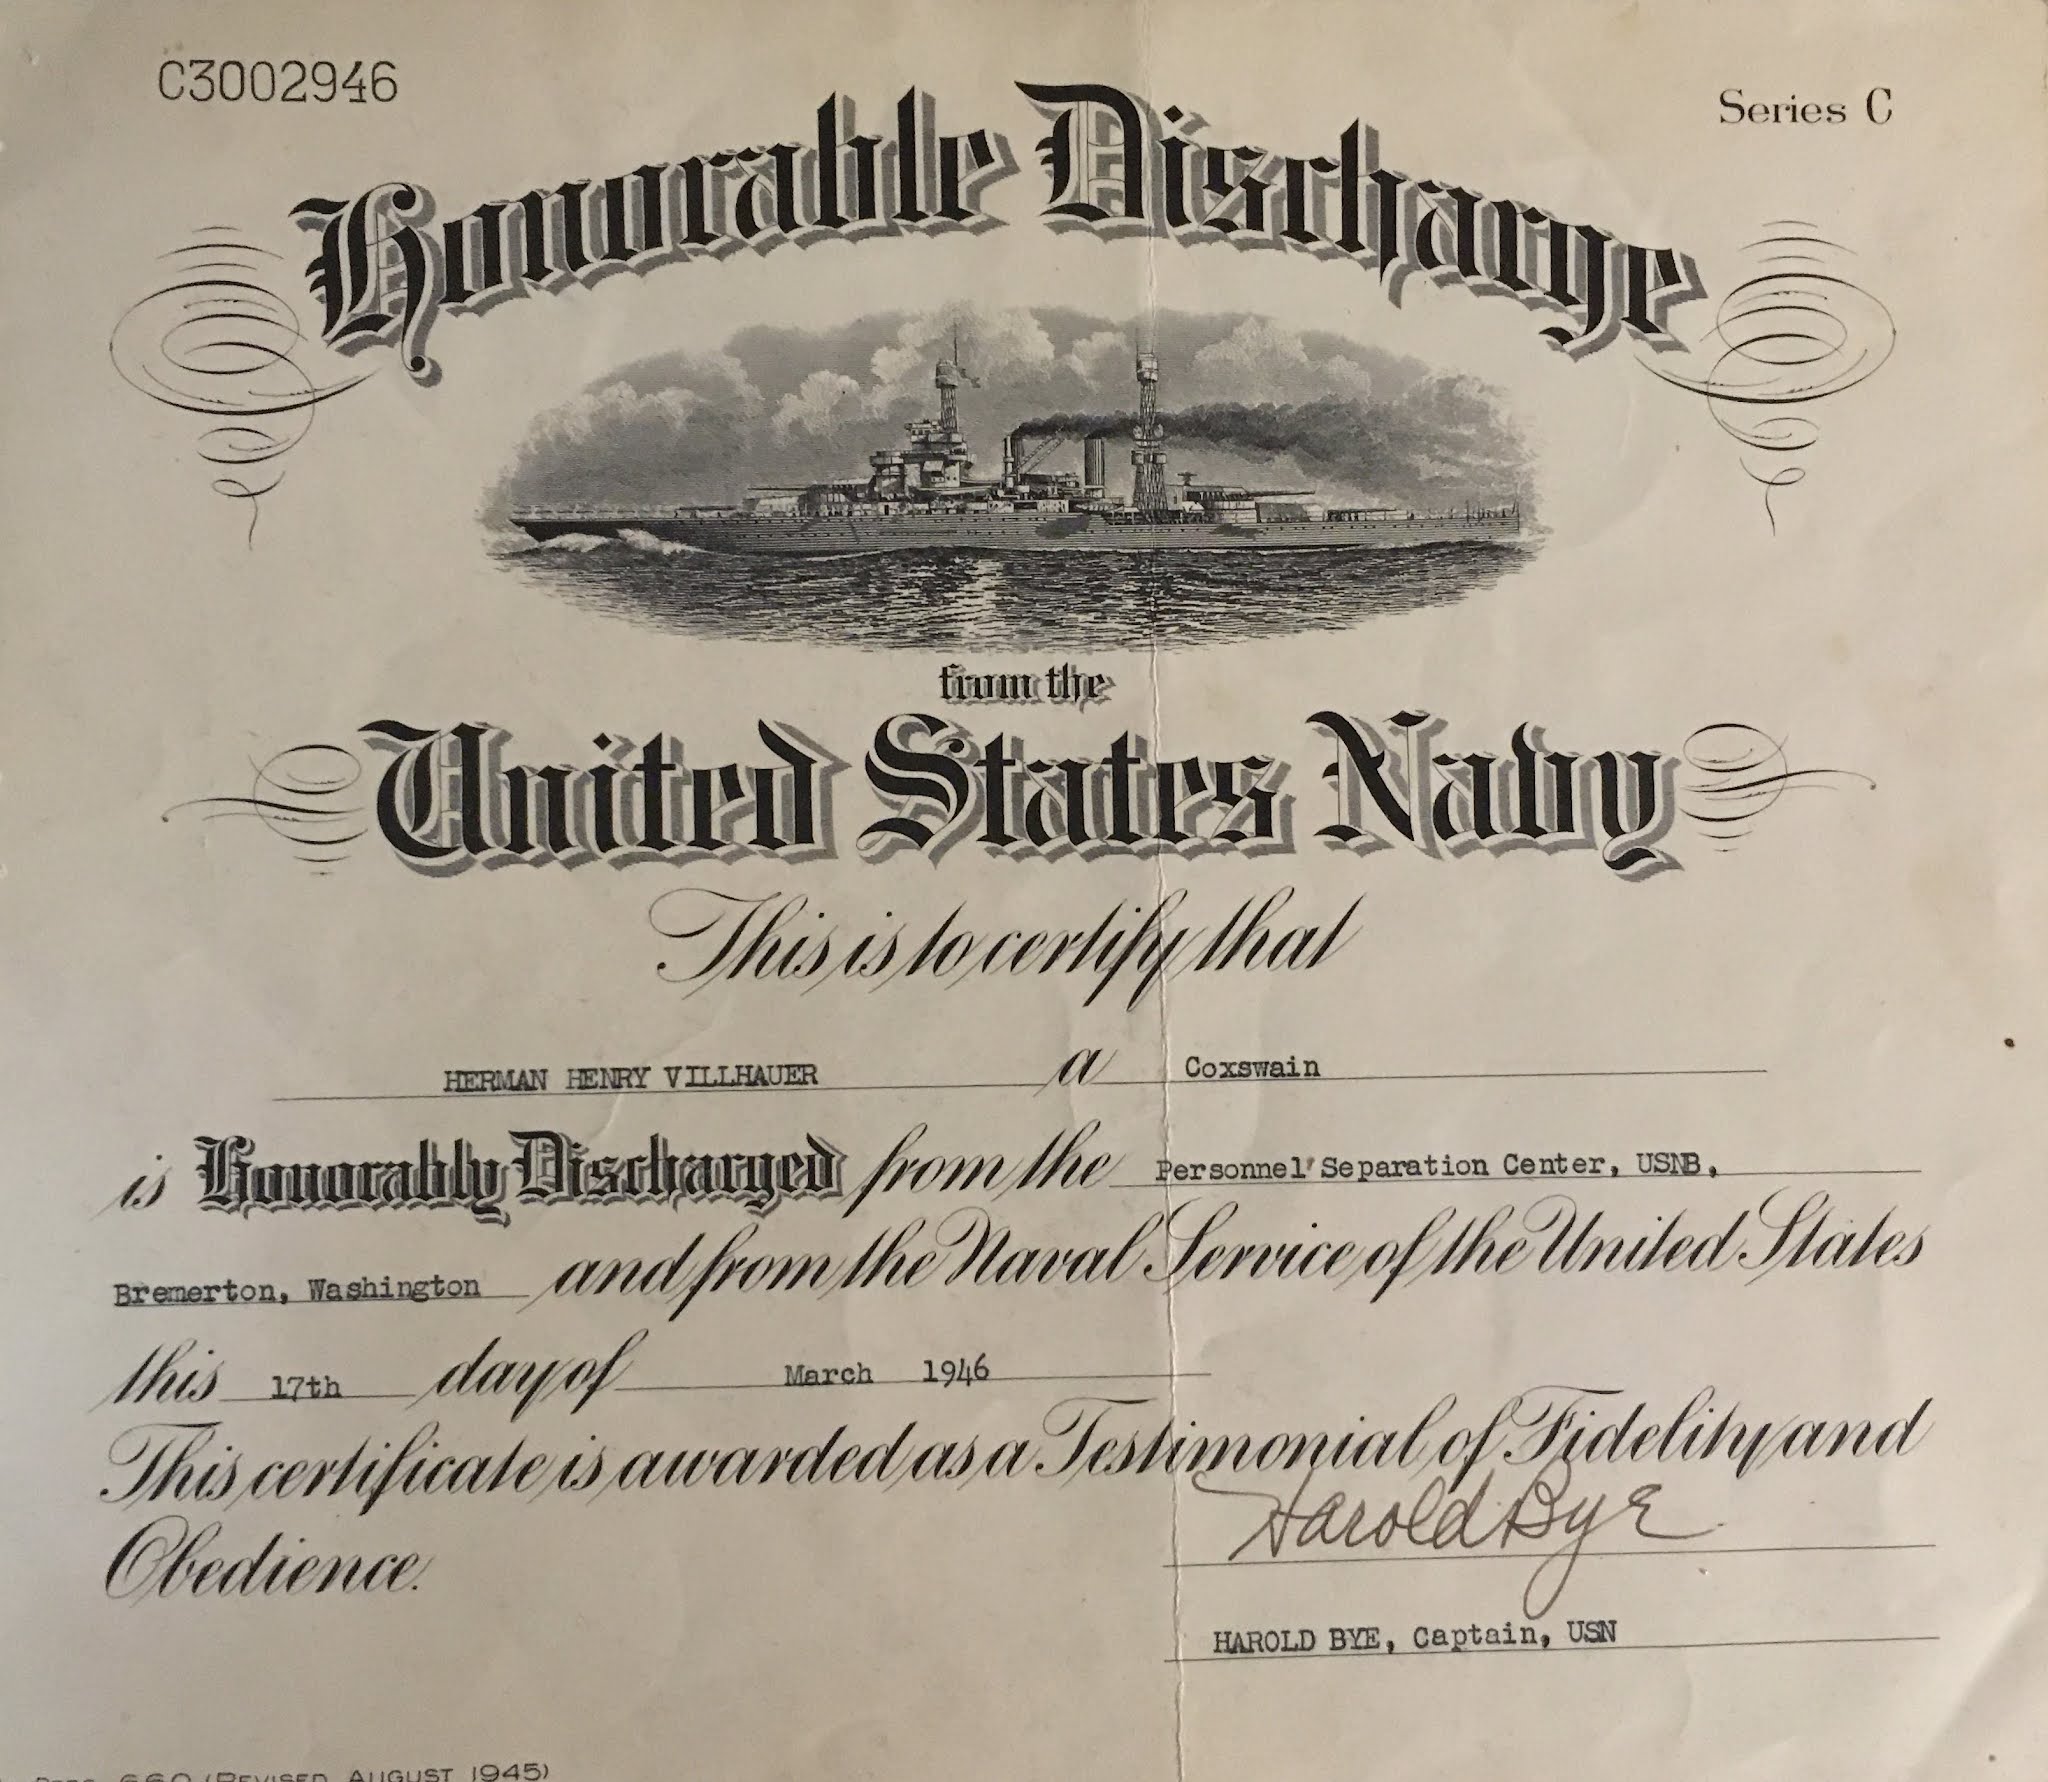 C3002946
Series C
Honorable Discharge
from the
United States Navy
This is to certify that
HERMAN HENRY VILLHAUER a Coxswain
is Honorably Discharged from the Personnel Separation Center, USNB,
Bremerton, Washington and from the Naval Service of the United States
this 17th day of March 1946
This certificate is awarded as a Testimonial of Fidelity and
Obedience.
Harold Bye
HAROLD BYE, Captain, USN
660 (REVISED AUGUST 1945)